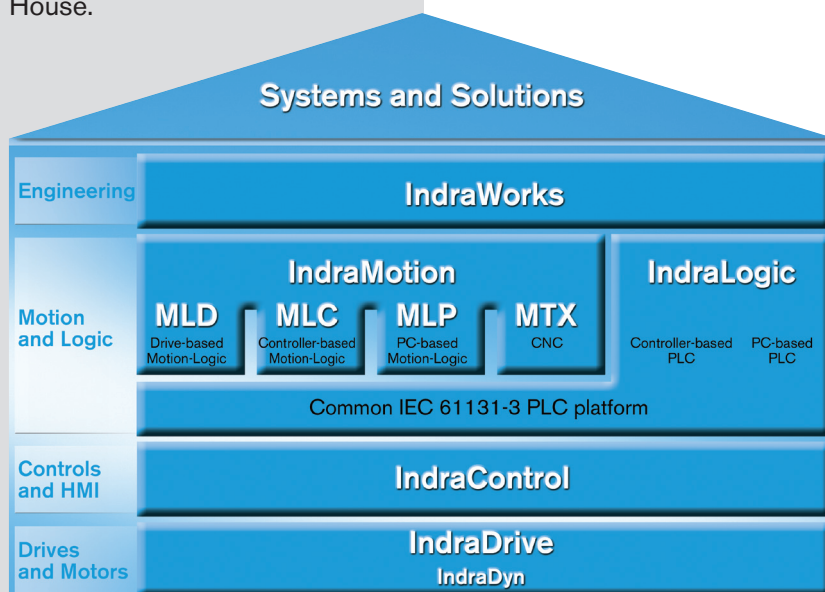 House.
Systems and Solutions
Engineering
IndraWorks
Motion
and Logic
IndraMotion
IndraLogic
MLD
Drive-based
Motion-Logic
MLC
Controller-based
Motion-Logic
MLP
PC-based
Motion-Logic
MTX
CNC
Controller-based
PLC
PC-based
PLC
Common IEC 61131-3 PLC platform
Controls
and HMI
IndraControl
Drives
and Motors
IndraDrive
IndraDyn